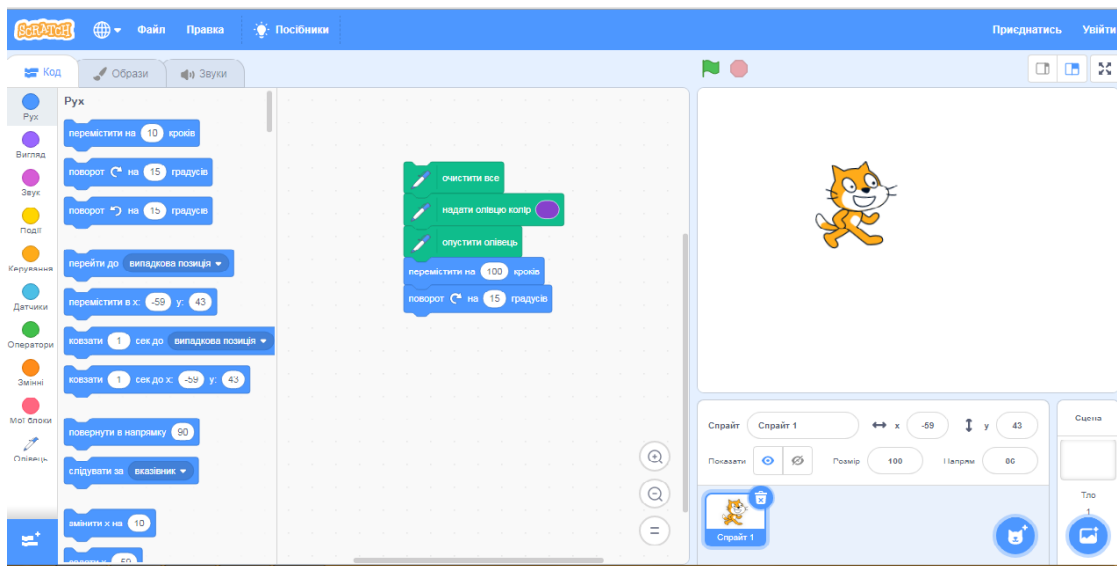 SCRATCH Файл Правка Посібники Приєднатись Увійти
Код Образи Звуки
Рух
Вигляд
Звук
Події
Керування
Датчики
Оператори
Змінні
Мої блоки
Олівець
Рух
перемістити на 10 кроків
поворот на 15 градусів
поворот на 15 градусів
перейти до випадкова позиція
перемістити в x: -59 y: 43
ковзати 1 сек до випадкова позиція
ковзати 1 сек до x: -59 y: 43
повернути в напрямку 90
слідувати за вказівник
змінити x на 10
очистити все
надати олівцю колір
опустити олівець
перемістити на 100 кроків
поворот на 15 градусів
Спрайт Спрайт 1 x -59 y 43
Показати Розмір 100 Напрям
Спрайт 1
Сцена
Тло
1